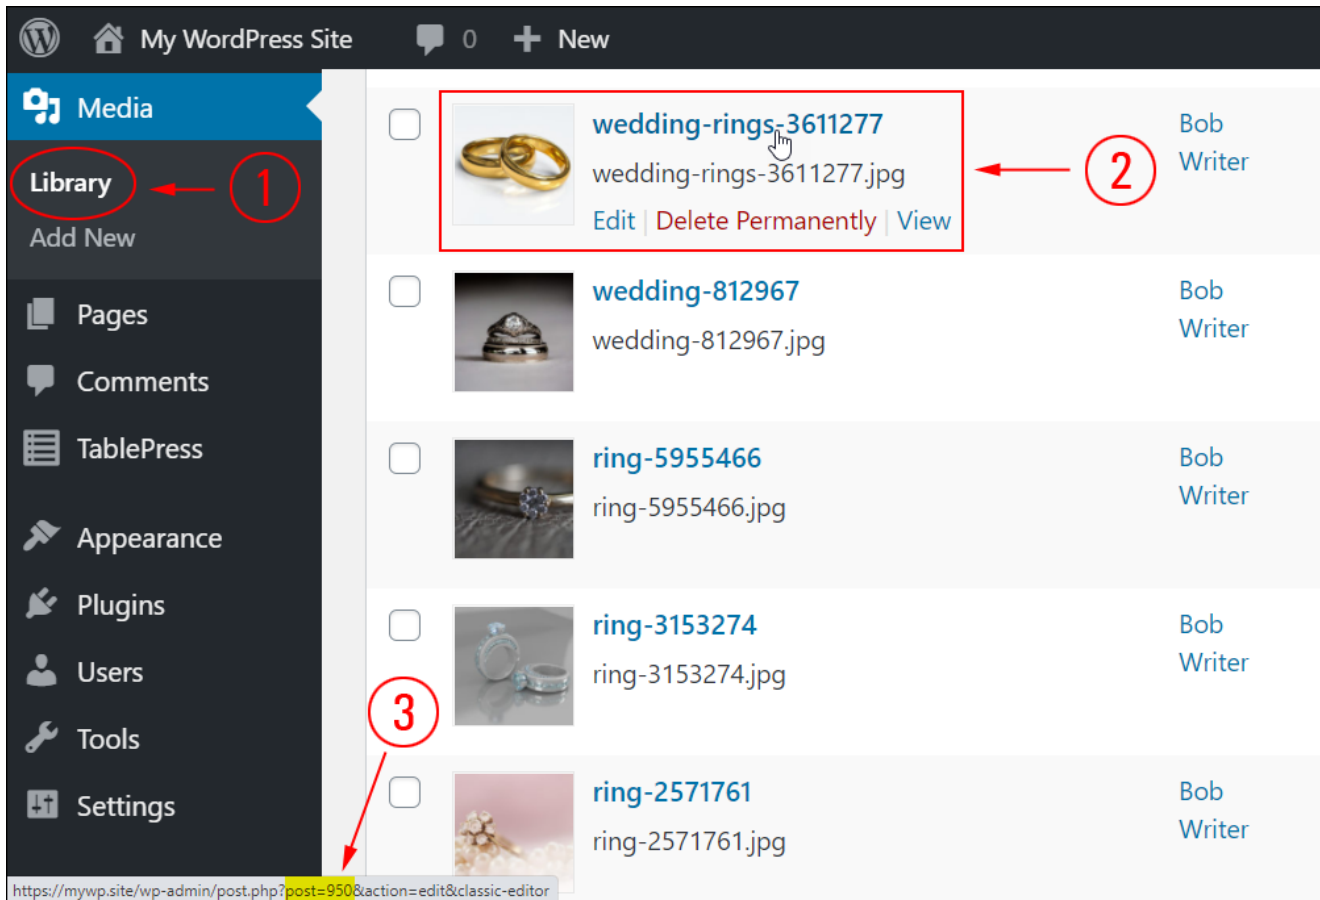 My WordPress Site 0 New
Media
Library
1
Add New
Pages
Comments
TablePress
Appearance
Plugins
Users
Tools
Settings
wedding-rings-3611277
wedding-rings-3611277.jpg
Edit | Delete Permanently | View
Bob
Writer
2
wedding-812967
wedding-812967.jpg
Bob
Writer
ring-5955466
ring-5955466.jpg
Bob
Writer
ring-3153274
ring-3153274.jpg
Bob
Writer
3
ring-2571761
ring-2571761.jpg
Bob
Writer
https://mywp.site/wp-admin/post.php?post=950&action=edit&classic-editor